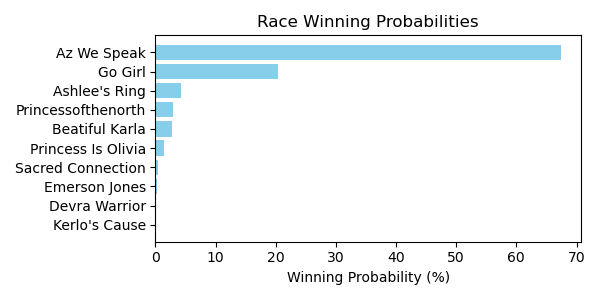 Race Winning Probabilities
Az We Speak
Go Girl
Ashlee's Ring
Princessofthenorth
Beatiful Karla
Princess Is Olivia
Sacred Connection
Emerson Jones
Devra Warrior
Kerlo's Cause
0 10 20 30 40 50 60 70
Winning Probability (%)